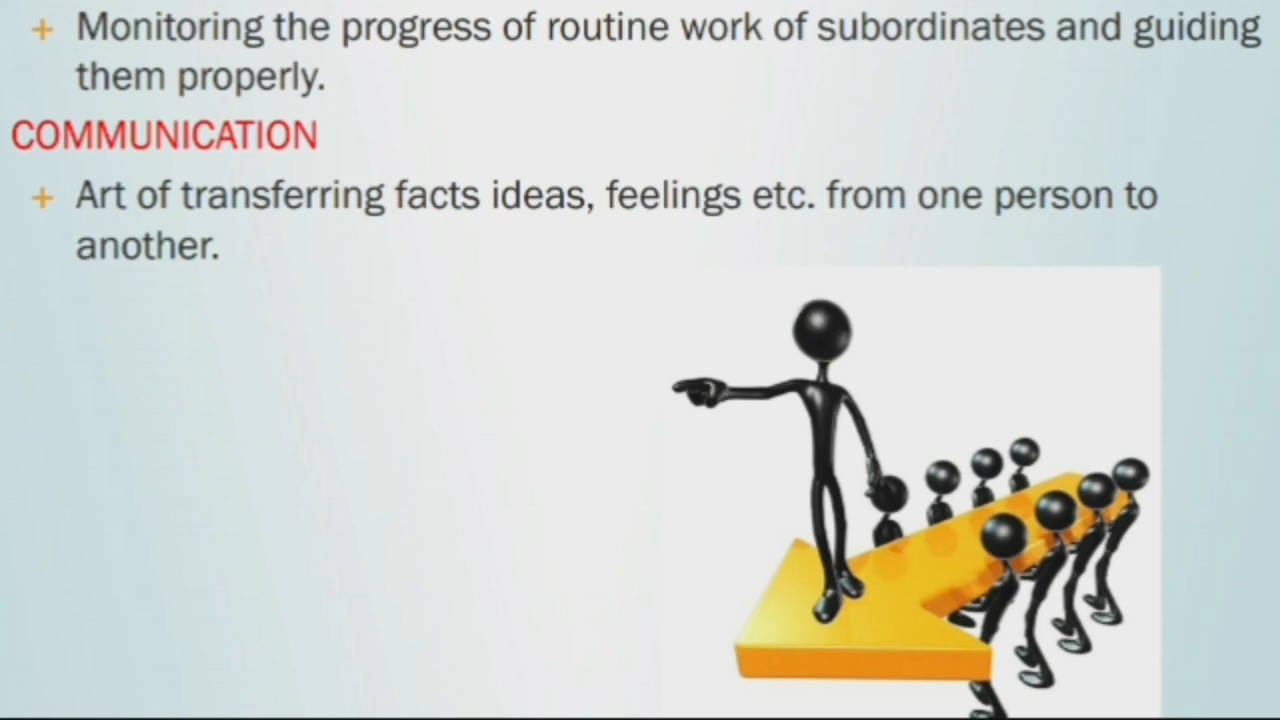 + Monitoring the progress of routine work of subordinates and guiding
them properly.
COMMUNICATION
+ Art of transferring facts ideas, feelings etc. from one person to
another.